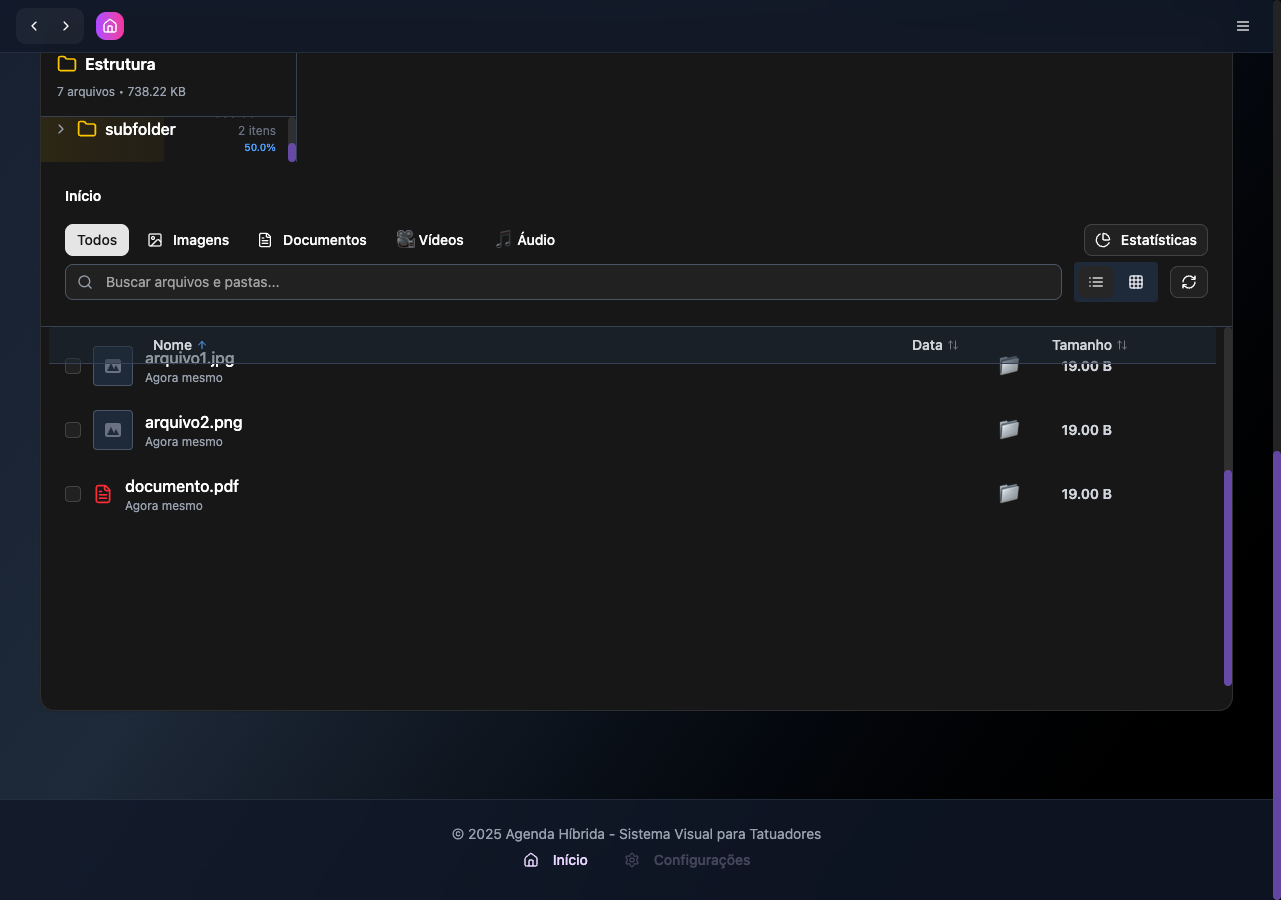 Estrutura
7 arquivos • 738.22 KB
subfolder
2 itens
50.0%
Início
Todos
Imagens
Documentos
Vídeos
Áudio
Estatísticas
Buscar arquivos e pastas...
Nome
Data
Tamanho
arquivo1.jpg
19.00 B
Agora mesmo
arquivo2.png
19.00 B
Agora mesmo
documento.pdf
19.00 B
Agora mesmo
© 2025 Agenda Híbrida - Sistema Visual para Tatuadores
Início
Configurações